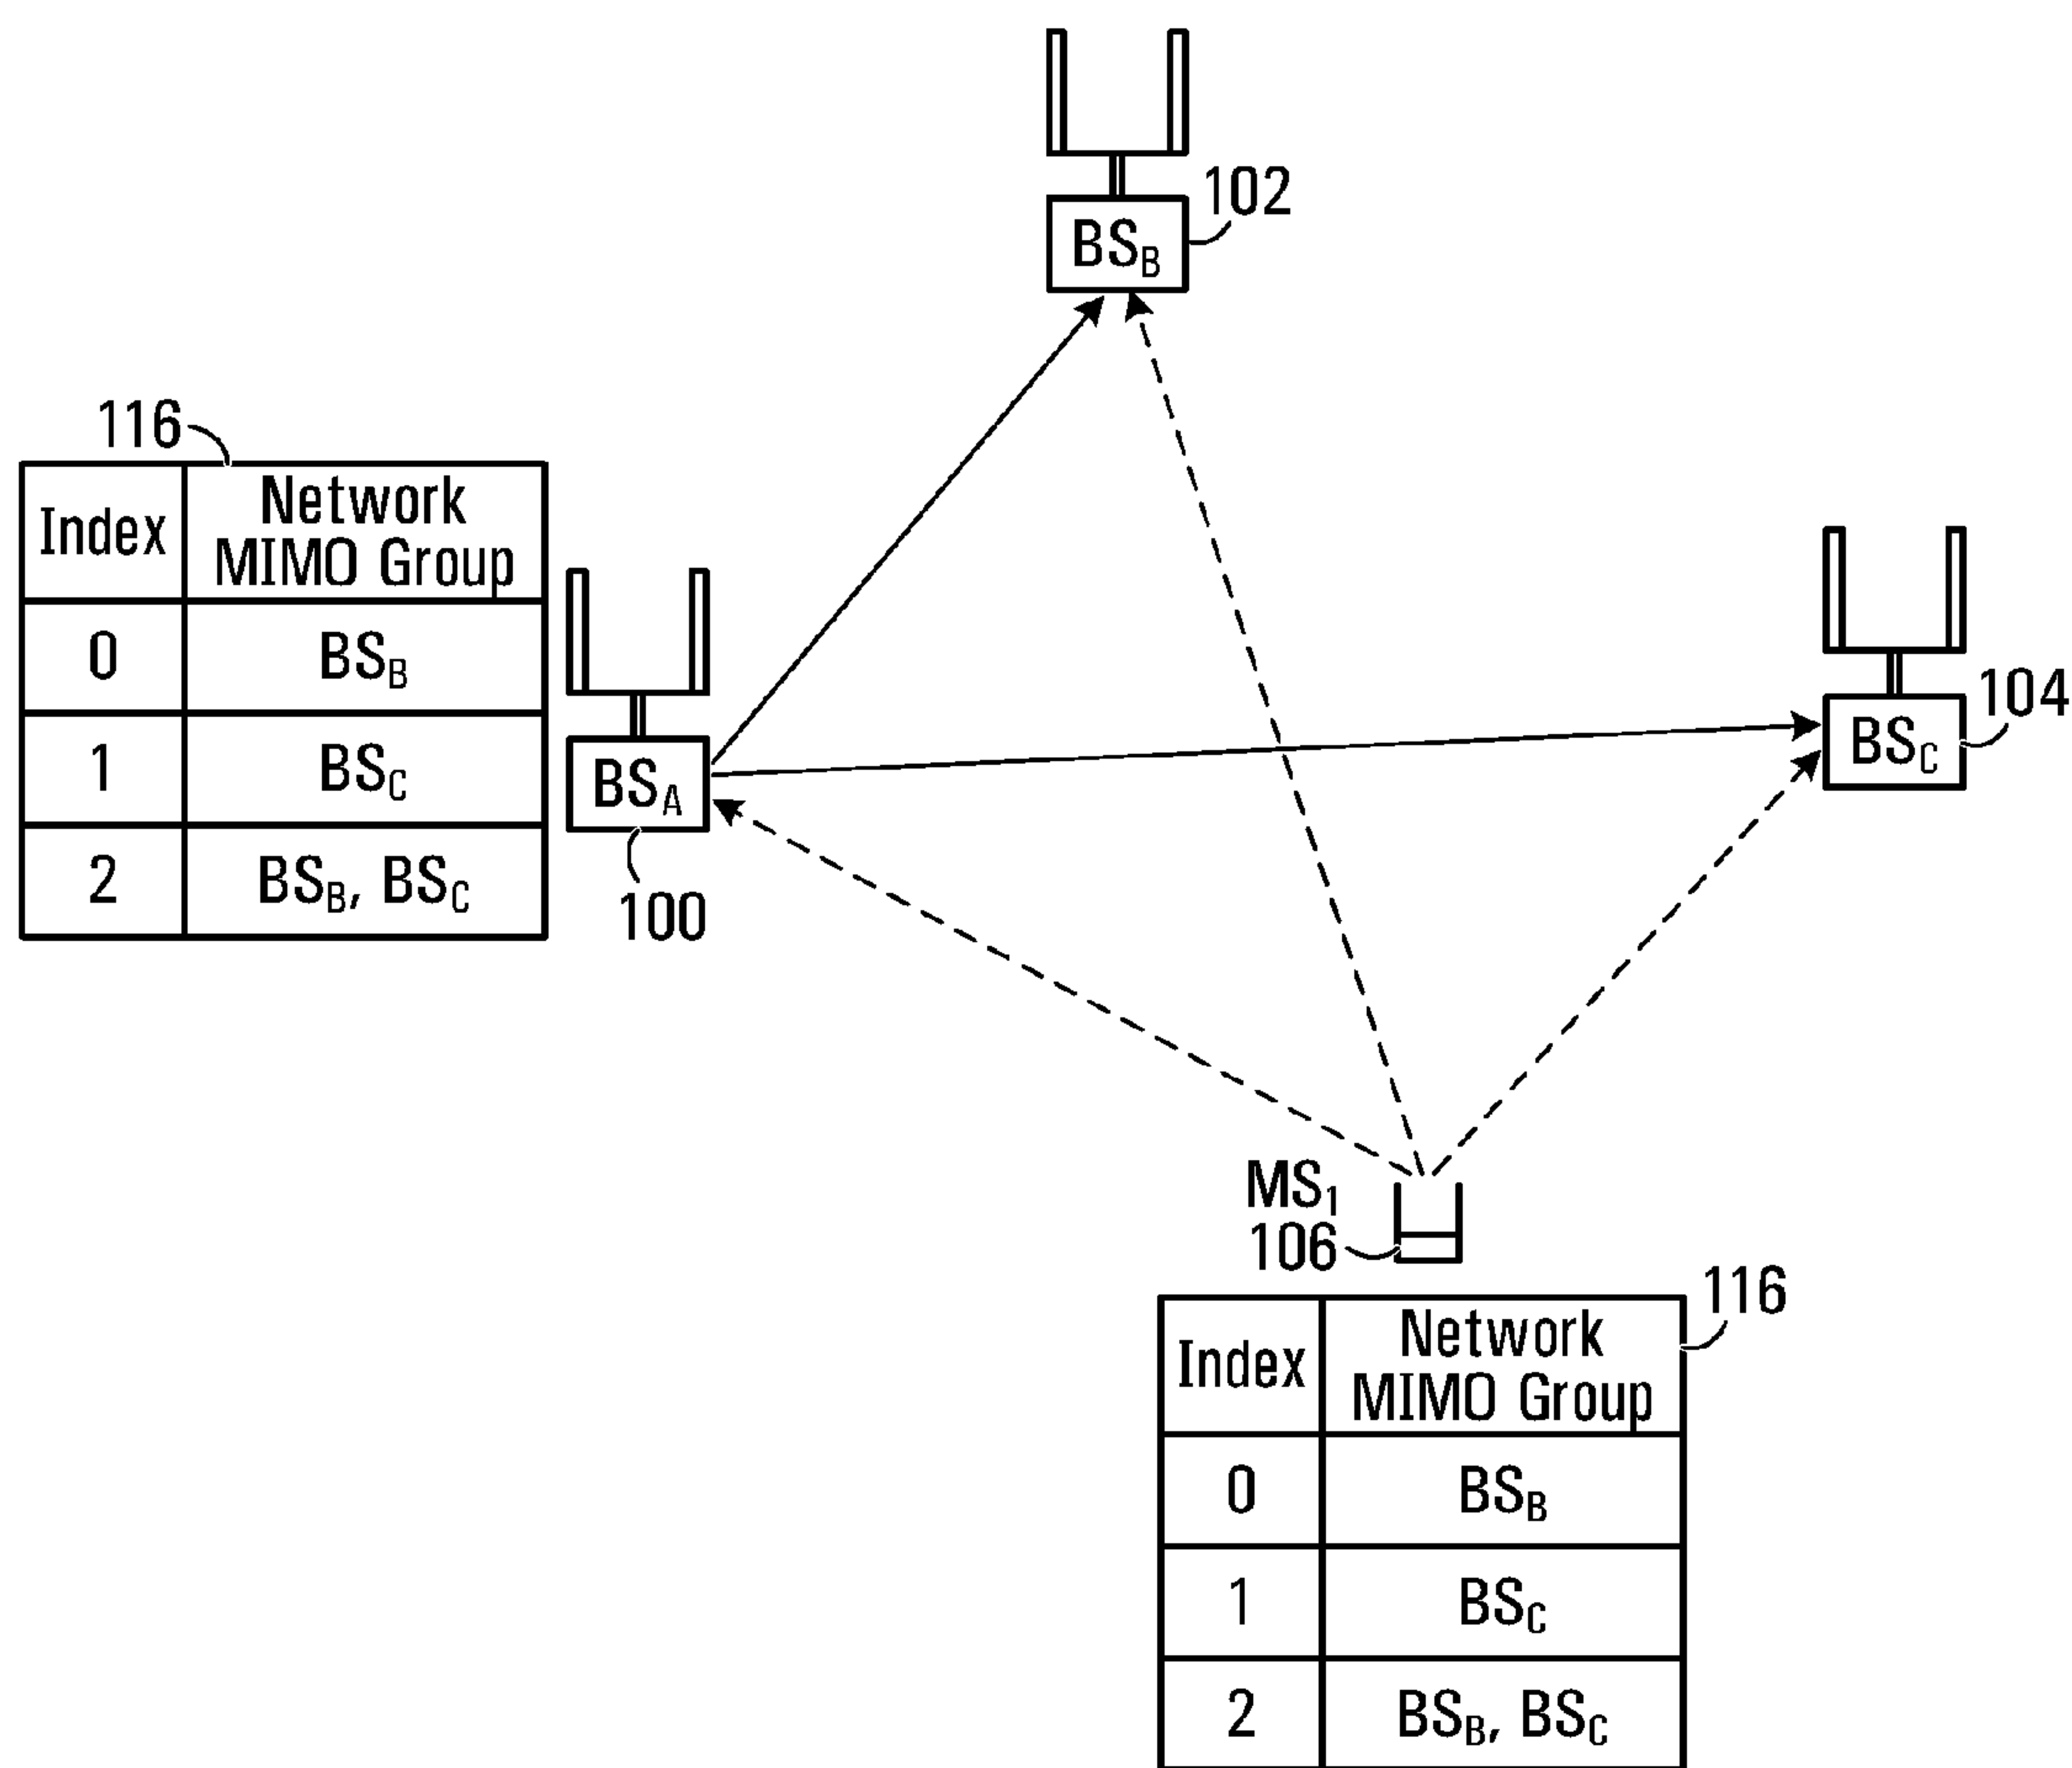 102
BS_B
116
Index Network MIMO Group
0 BS_B
1 BS_C
2 BS_B, BS_C
BS_A
100
104
BS_C
MS_1
106
116
Index Network MIMO Group
0 BS_B
1 BS_C
2 BS_B, BS_C